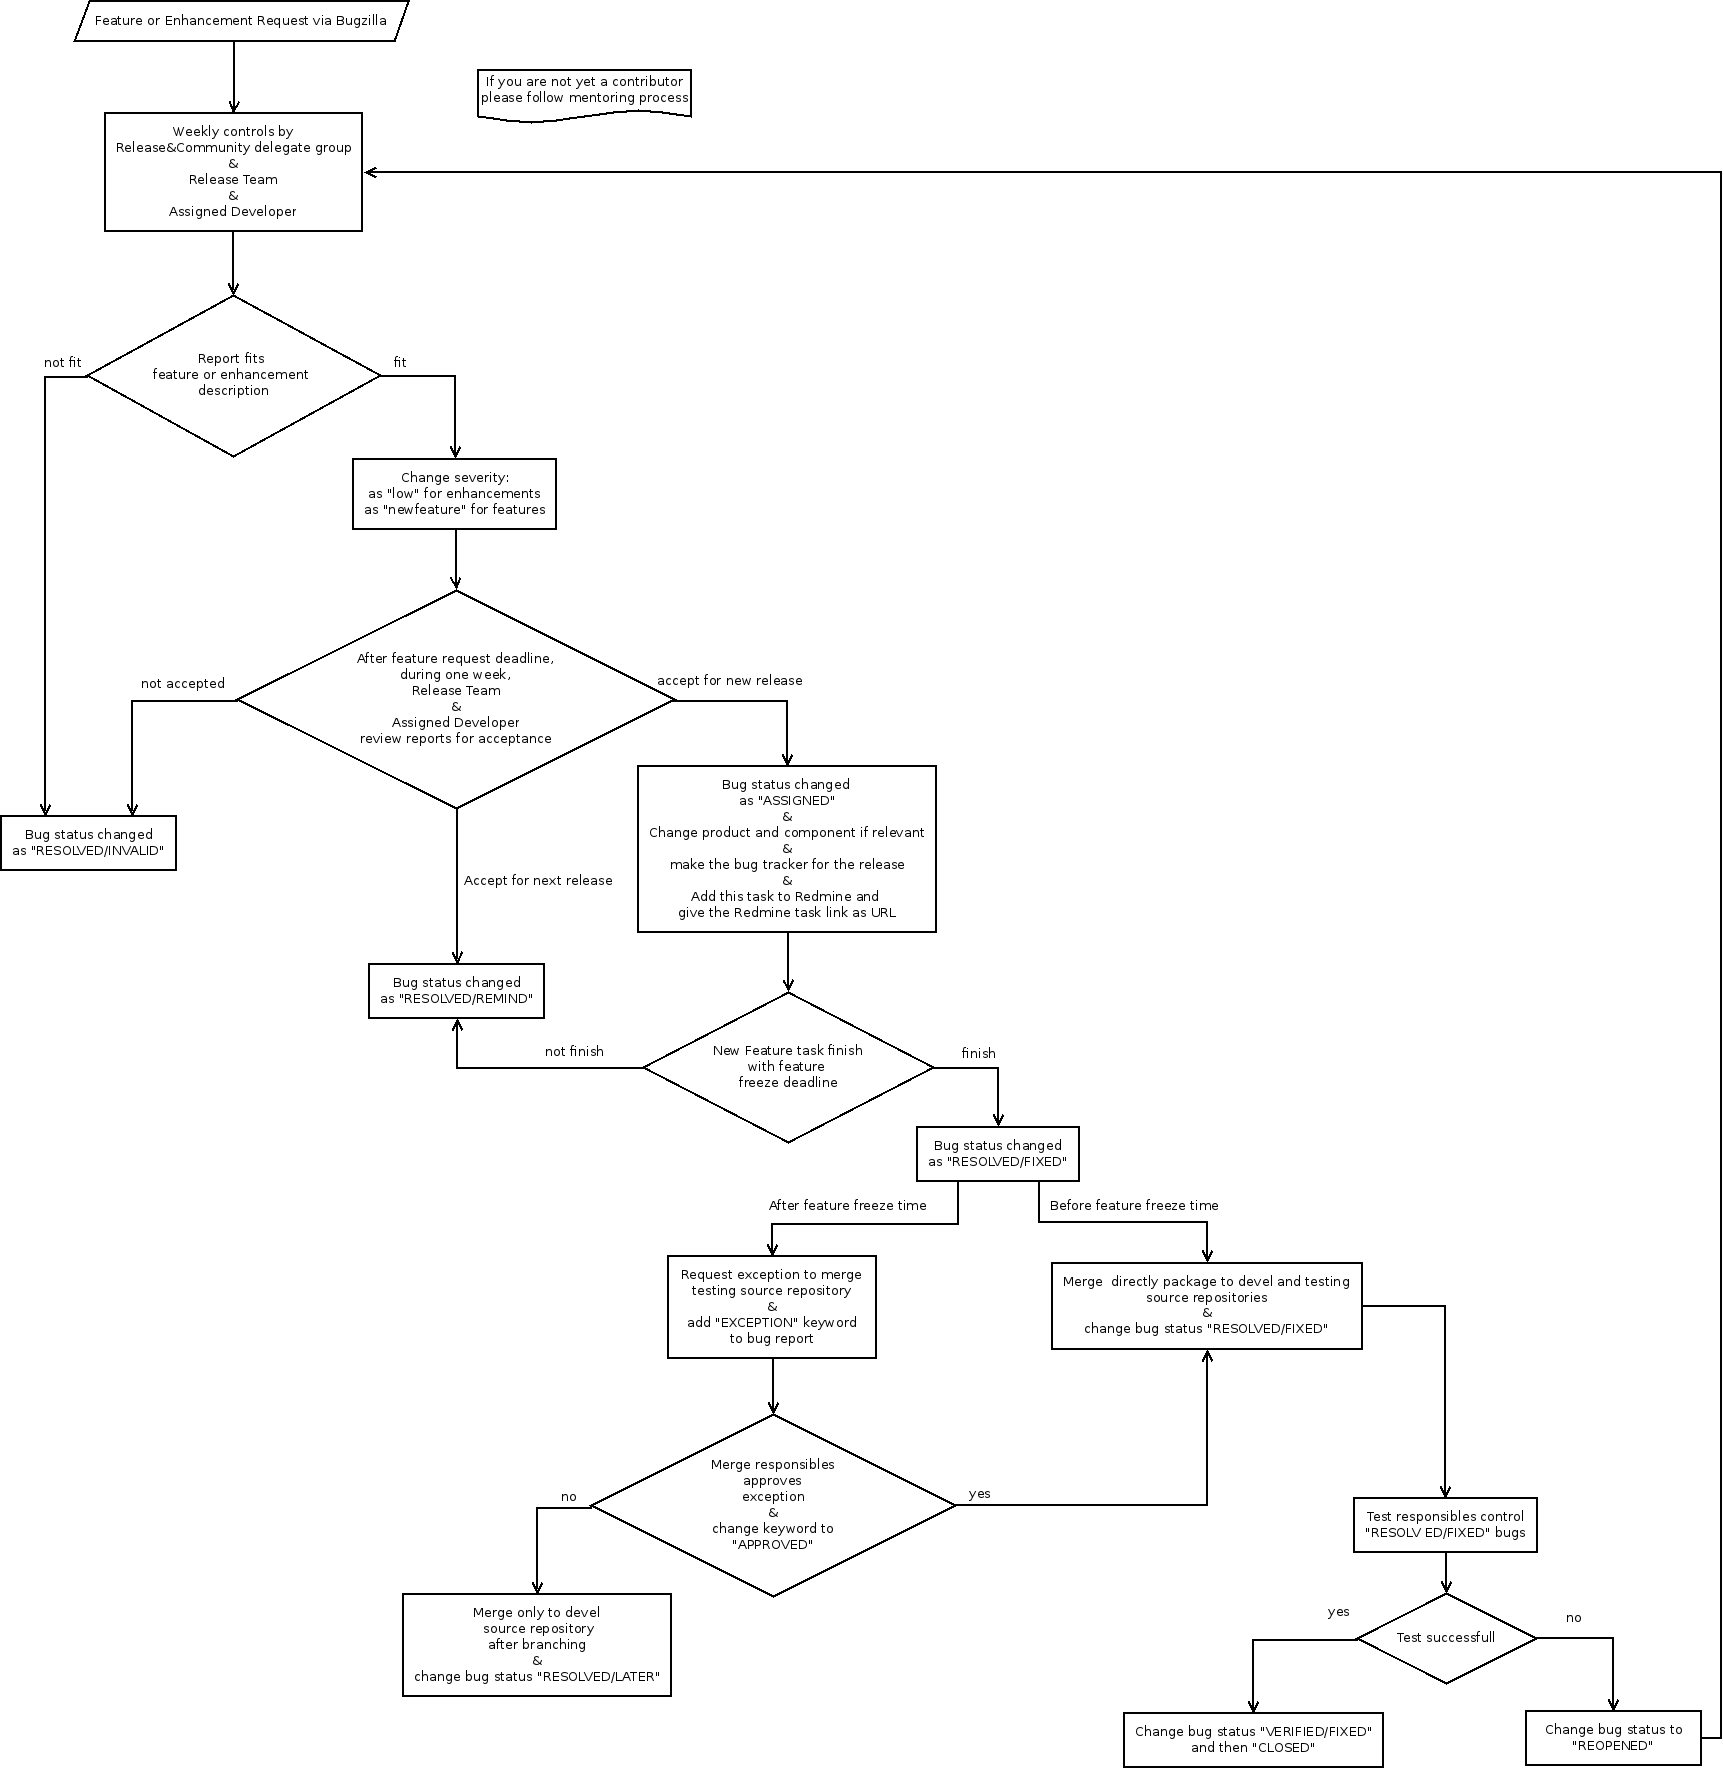 Feature or Enhancement Request via Bugzilla
If you are not yet a contributor
please follow mentoring process
Weekly controls by
Release&Community delegate group
&
Release Team
&
Assigned Developer
not fit
Report fits
feature or enhancement
description
fit
Change severity:
as "low" for enhancements
as "newfeature" for features
not accepted
After feature request deadline,
during one week,
Release Team
&
Assigned Developer
review reports for acceptance
accept for new release
Bug status changed
as "RESOLVED/INVALID"
Bug status changed
as "ASSIGNED"
&
Change product and component if relevant
&
make the bug tracker for the release
&
Add this task to Redmine and
give the Redmine task link as URL
Accept for next release
Bug status changed
as "RESOLVED/REMIND"
not finish
New Feature task finish
with feature
freeze deadline
finish
Bug status changed
as "RESOLVED/FIXED"
After feature freeze time
Before feature freeze time
Request exception to merge
testing source repository
&
add "EXCEPTION" keyword
to bug report
Merge  directly package to devel and testing
source repositories
&
change bug status "RESOLVED/FIXED"
no
Merge responsibles
approves
exception
&
change keyword to
"APPROVED"
yes
Test responsibles control
"RESOLV ED/FIXED" bugs
Merge only to devel
source repository
after branching
&
change bug status "RESOLVED/LATER"
yes
Test successfull
no
Change bug status "VERIFIED/FIXED"
and then "CLOSED"
Change bug status to
"REOPENED"